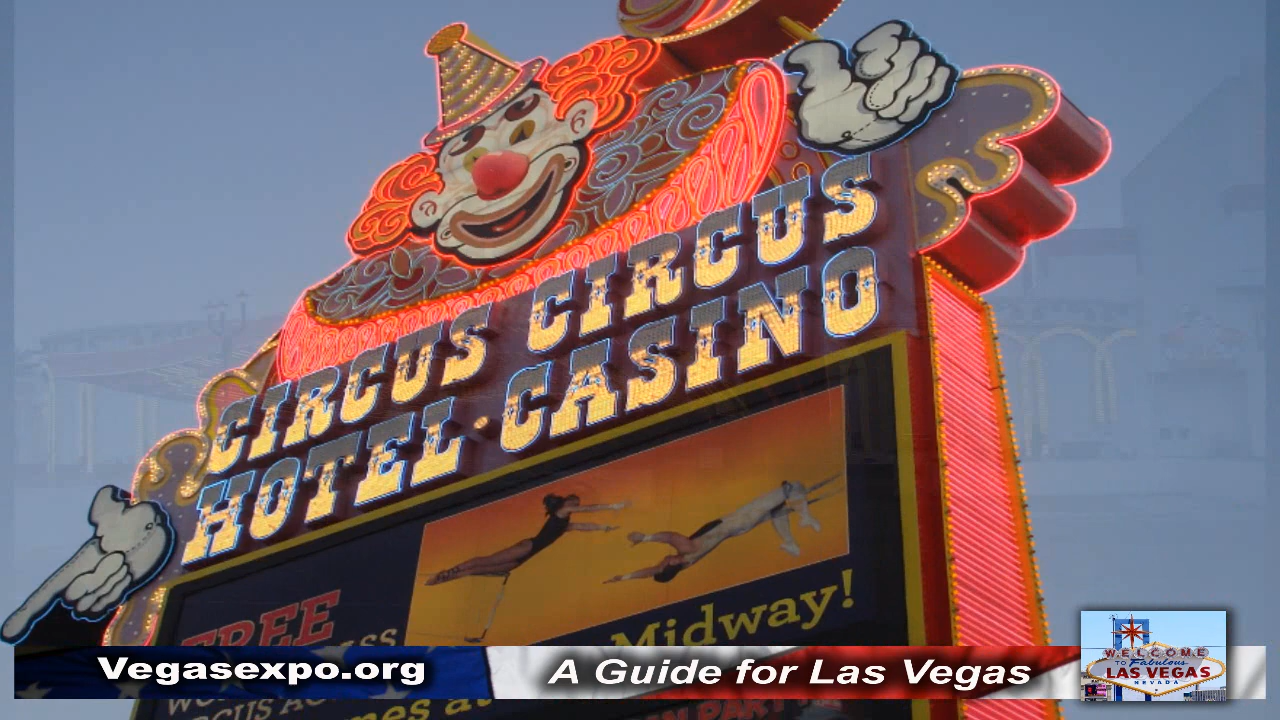 CIRCUS CIRCUS
HOTEL · CASINO
FREE
Midway!
Vegasexpo.org
A Guide for Las Vegas
WELCOME
TO Fabulous
LAS VEGAS
NEVADA